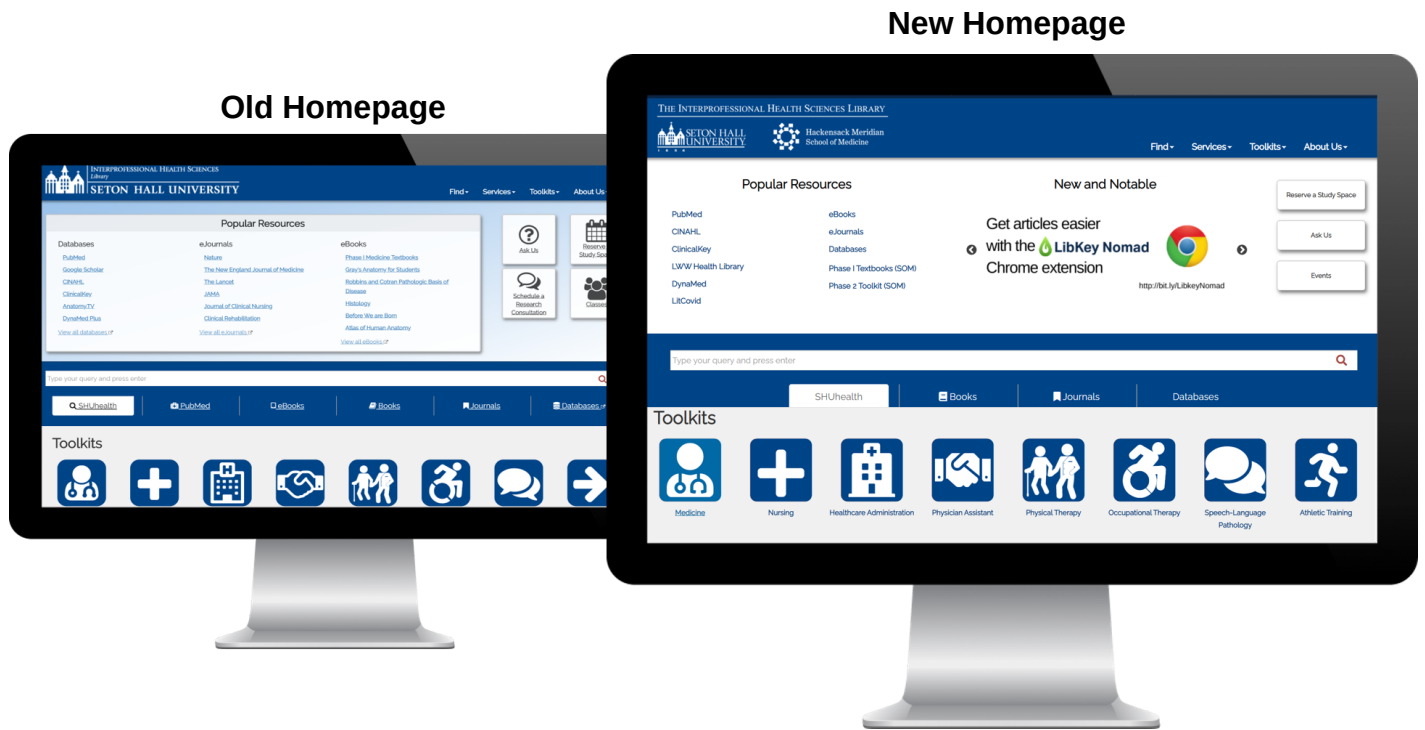 New Homepage
Old Homepage
INTERPROFESSIONAL HEALTH SCIENCES
Library
SETON HALL UNIVERSITY
Find
Services
Toolkits
About Us
Popular Resources
Databases
PubMed
Google Scholar
CINAHL
ClinicalKey
AnatomyTV
DynaMed Plus
View all databases
eJournals
Nature
The New England Journal of Medicine
The Lancet
JAMA
Journal of Clinical Nursing
Clinical Rehabilitation
View all eJournals
eBooks
Phase I Medicine Textbooks
Gray's Anatomy for Students
Robbins and Cotran Pathologic Basis of
Disease
Histology
Before We are Born
Atlas of Human Anatomy
View all eBooks
Ask Us
Reserve
Study Spa
Schedule a
Research
Consultation
Classes
Type your query and press enter
SHUhealth
PubMed
eBooks
Books
Journals
Databases
Toolkits
H
THE INTERPROFESSIONAL HEALTH SCIENCES LIBRARY
SETON HALL
UNIVERSITY
1 8 5 6
Hackensack Meridian
School of Medicine
Find
Services
Toolkits
About Us
Popular Resources
PubMed
CINAHL
ClinicalKey
LWW Health Library
DynaMed
LitCovid
eBooks
eJournals
Databases
Phase I Textbooks (SOM)
Phase 2 Toolkit (SOM)
New and Notable
Get articles easier
with the LibKey Nomad
Chrome extension
http://bit.ly/LibkeyNomad
Reserve a Study Space
Ask Us
Events
Type your query and press enter
SHUhealth
Books
Journals
Databases
Toolkits
Medicine
Nursing
Healthcare Administration
Physician Assistant
Physical Therapy
Occupational Therapy
Speech-Language
Pathology
Athletic Training